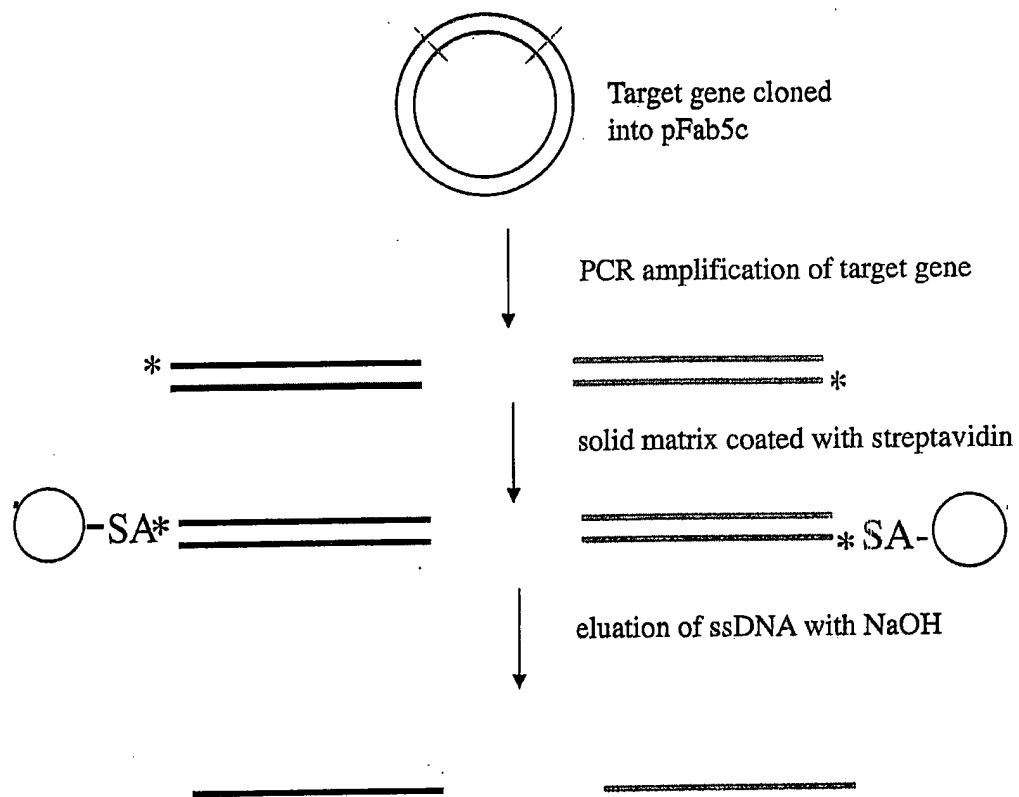 Target gene cloned
into pFab5c
PCR amplification of target gene
*
*
solid matrix coated with streptavidin
-SA*
*SA-
eluation of ssDNA with NaOH